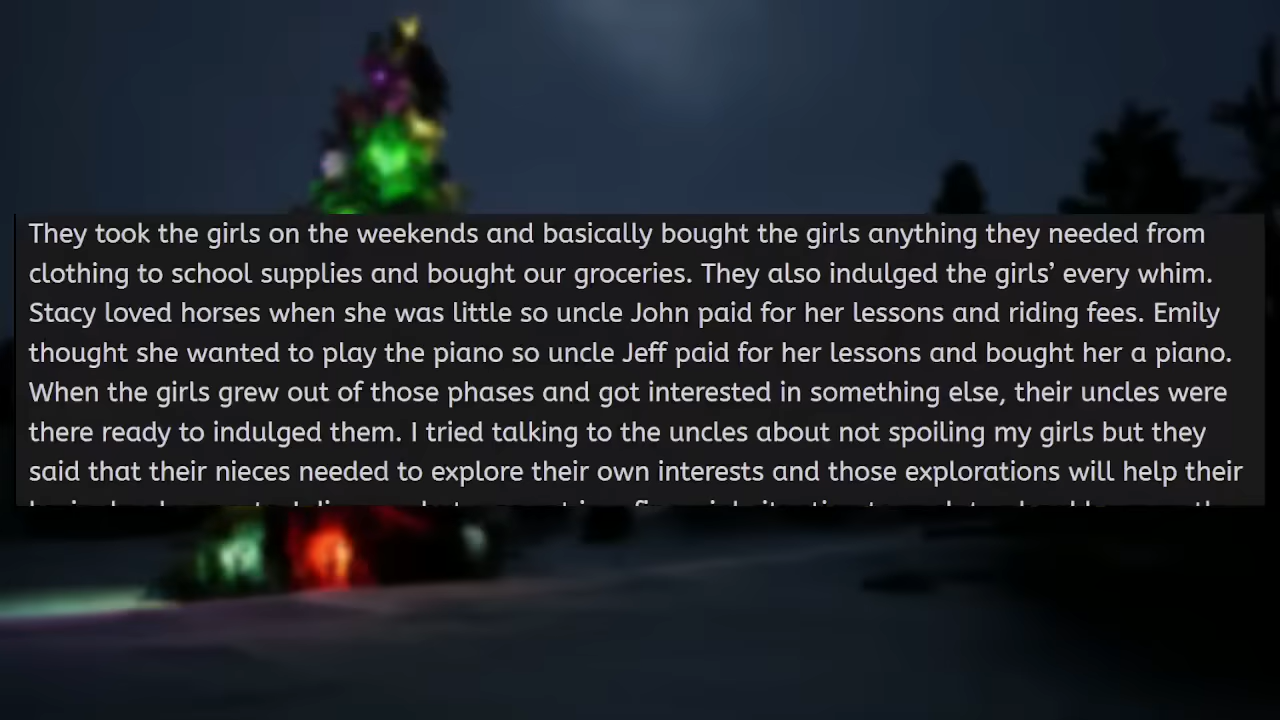 They took the girls on the weekends and basically bought the girls anything they needed from
clothing to school supplies and bought our groceries. They also indulged the girls’ every whim.
Stacy loved horses when she was little so uncle John paid for her lessons and riding fees. Emily
thought she wanted to play the piano so uncle Jeff paid for her lessons and bought her a piano.
When the girls grew out of those phases and got interested in something else, their uncles were
there ready to indulged them. I tried talking to the uncles about not spoiling my girls but they
said that their nieces needed to explore their own interests and those explorations will help their